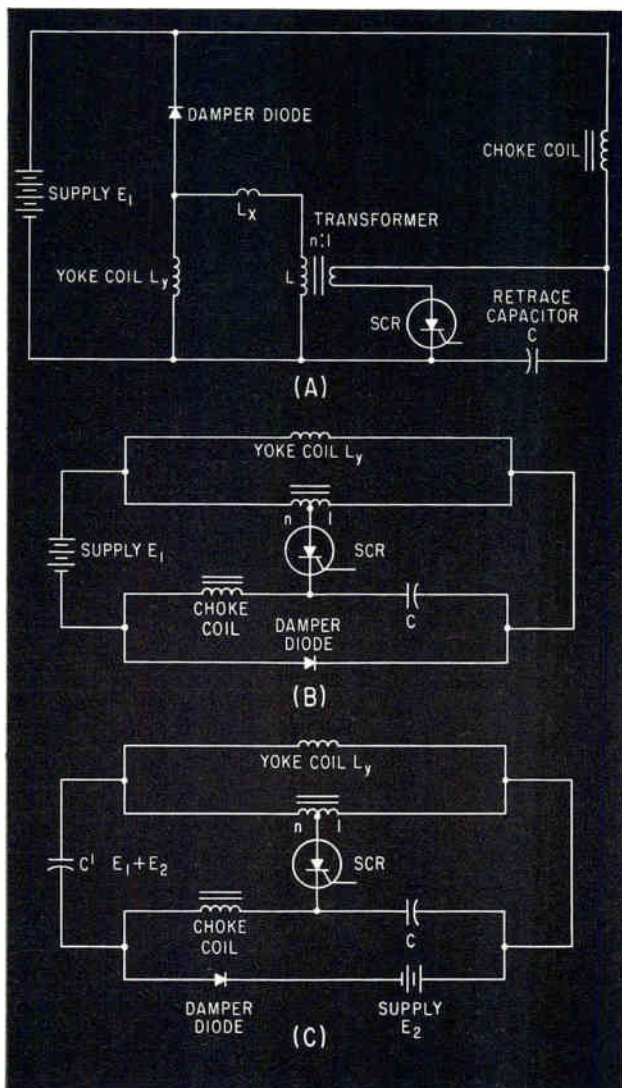 DAMPER DIODE
CHOKE COIL
SUPPLY E₁
Lx
TRANSFORMER
n:1
YOKE COIL Ly
L
RETRACE
CAPACITOR
C
SCR
(A)
YOKE COIL Ly
n 1
SUPPLY E₁
SCR
CHOKE
COIL
C
DAMPER
DIODE
(B)
YOKE COIL Ly
n 1
C' E₁+E₂
SCR
CHOKE
COIL
C
DAMPER
DIODE
SUPPLY
E₂
(C)